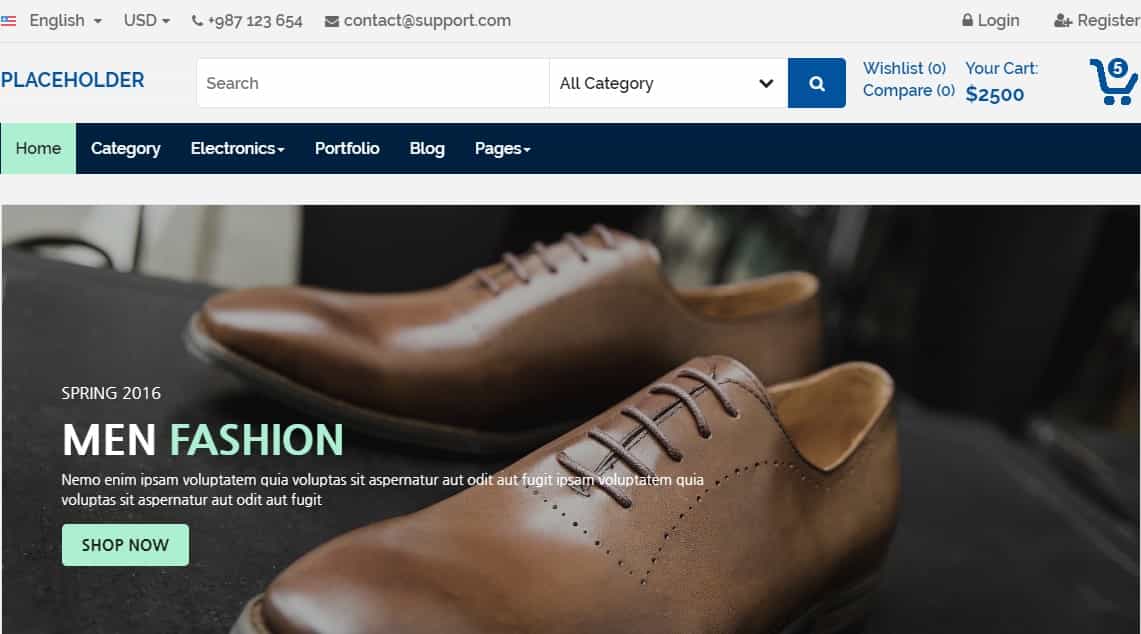 English USD +987 123 654 contact@support.com Login Register
PLACEHOLDER Search All Category Wishlist (0) Your Cart:
Compare (0) $2500 5
Home Category Electronics Portfolio Blog Pages
SPRING 2016
MEN FASHION
Nemo enim ipsam voluptatem quia voluptas sit aspernatur aut odit aut fugit ipsam voluptatem quia
voluptas sit aspernatur aut odit aut fugit
SHOP NOW